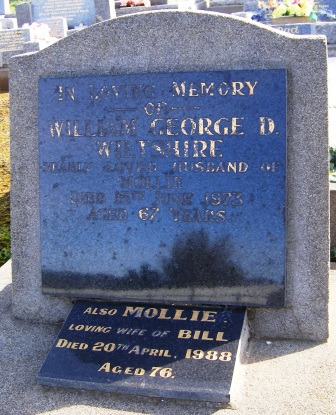 IN LOVING MEMORY
OF
WILLIAM GEORGE D.
WILTSHIRE
DEARLY LOVED HUSBAND OF
MOLLIE
DIED JUNE 1973
AGED 67 YEARS
ALSO MOLLIE
LOVING WIFE OF BILL
DIED 20TH APRIL, 1988
AGED 76.